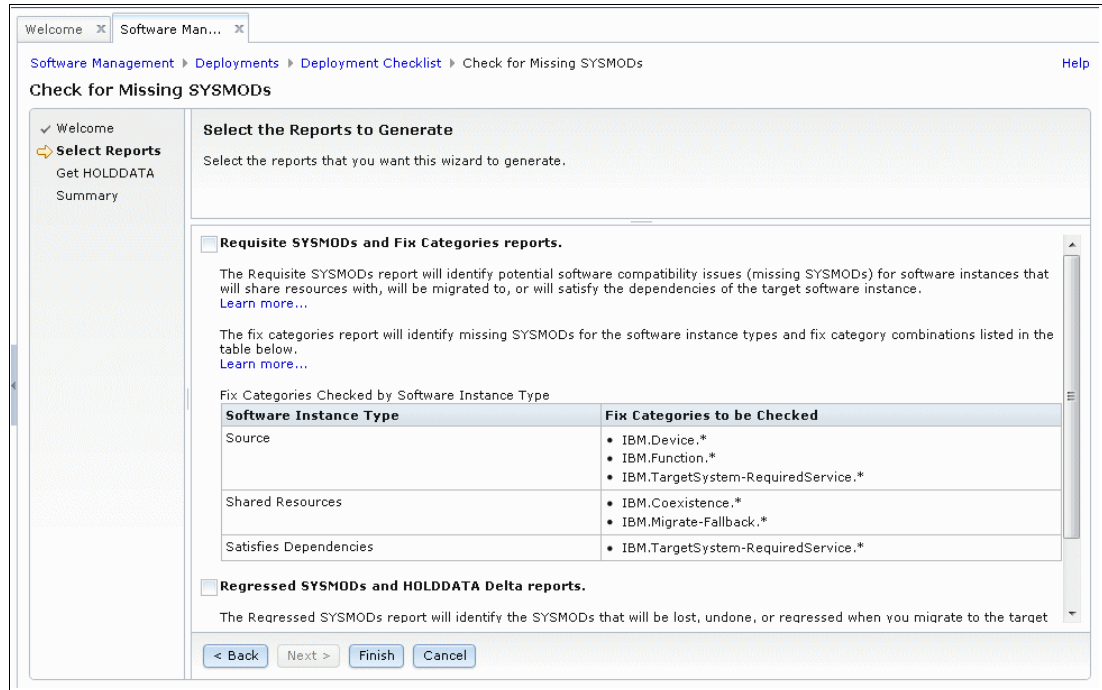 Welcome X Software Man... X
Software Management Deployments Deployment Checklist Check for Missing SYSMODs Help
Check for Missing SYSMODs
Welcome
Select Reports
Get HOLDDATA
Summary
Select the Reports to Generate
Select the reports that you want this wizard to generate.
Requisite SYSMODs and Fix Categories reports.
The Requisite SYSMODs report will identify potential software compatibility issues (missing SYSMODs) for software instances that
will share resources with, will be migrated to, or will satisfy the dependencies of the target software instance.
Learn more...
The fix categories report will identify missing SYSMODs for the software instance types and fix category combinations listed in the
table below.
Learn more...
Fix Categories Checked by Software Instance Type
Software Instance Type Fix Categories to be Checked
Source • IBM.Device.*
• IBM.Function.*
• IBM.TargetSystem-RequiredService.*
Shared Resources • IBM.Coexistence.*
• IBM.Migrate-Fallback.*
Satisfies Dependencies • IBM.TargetSystem-RequiredService.*
Regressed SYSMODs and HOLDDATA Delta reports.
The Regressed SYSMODs report will identify the SYSMODs that will be lost, undone, or regressed when you migrate to the target
< Back Next > Finish Cancel